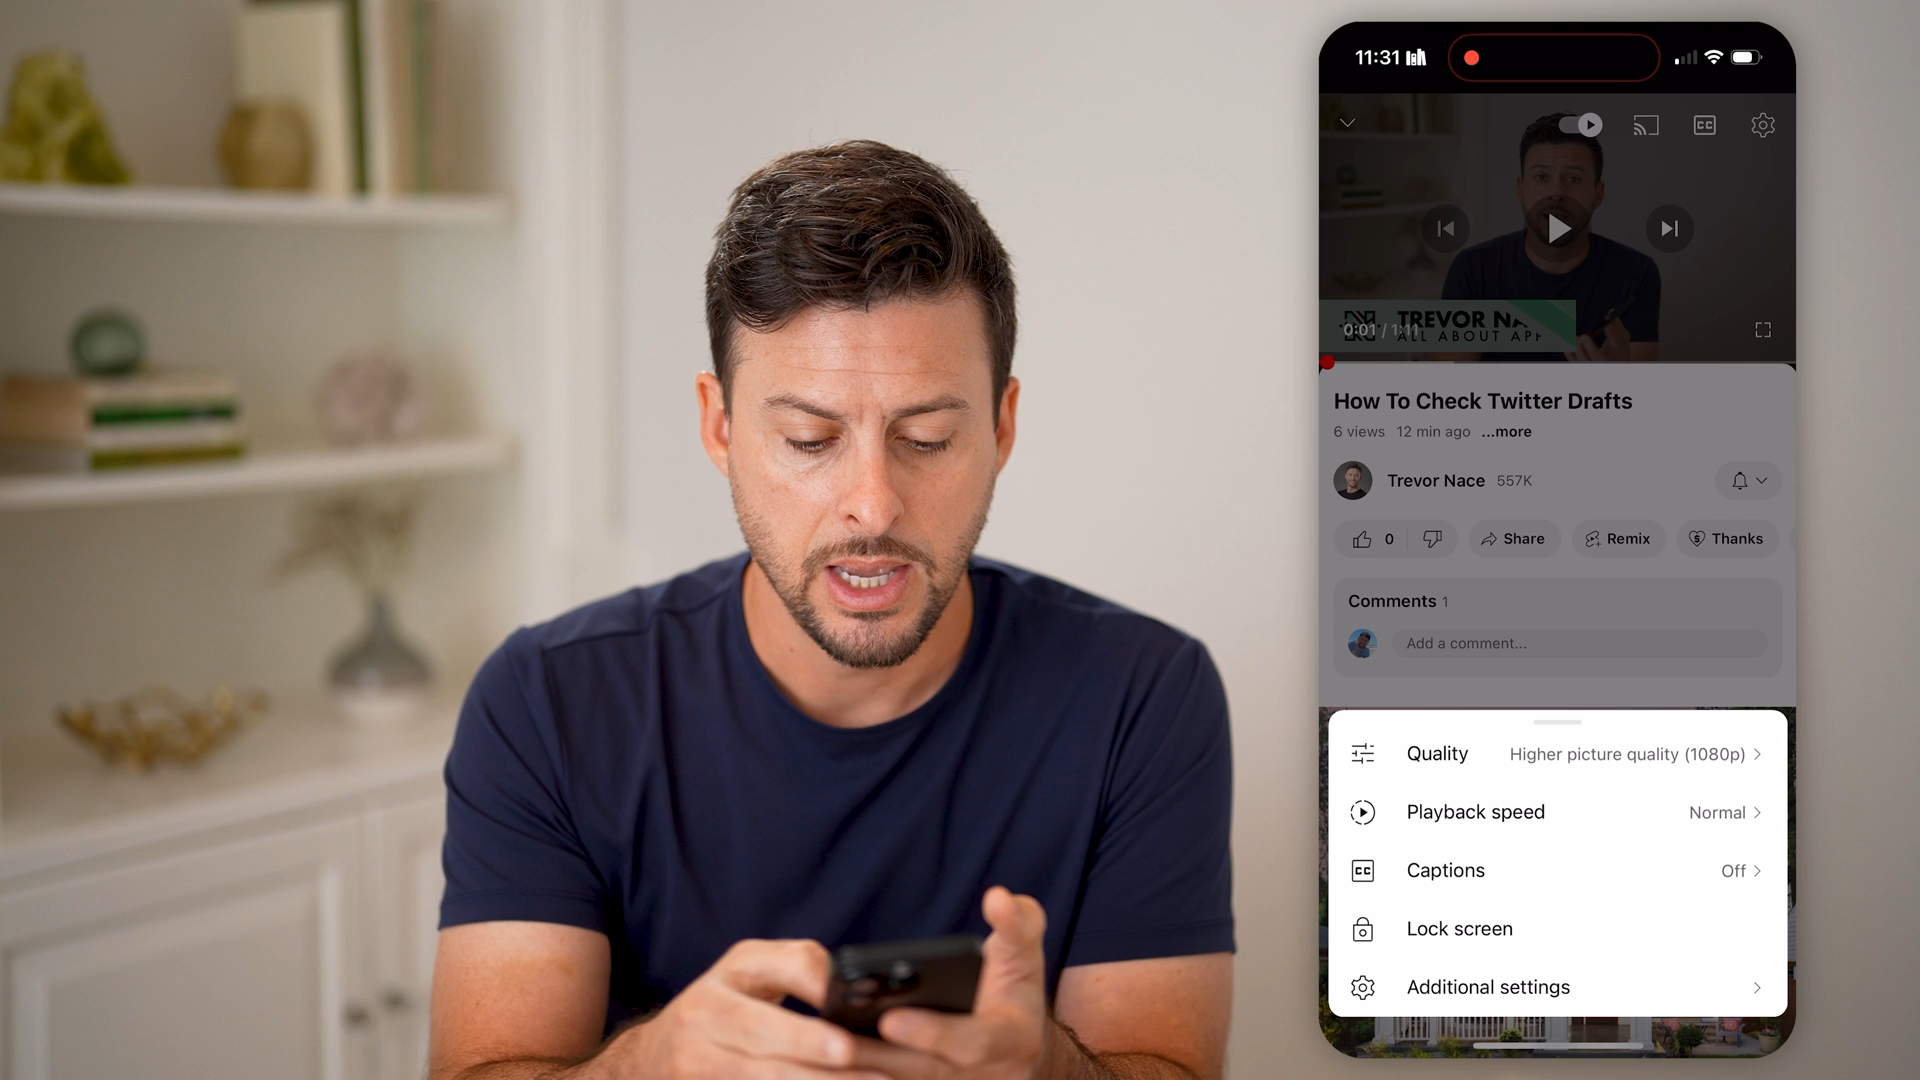 11:31
CC
TREVOR NA
ALL ABOUT APP
0:01 / 1:11
How To Check Twitter Drafts
6 views 12 min ago ...more
Trevor Nace 557K
0 Share Remix Thanks
Comments 1
Add a comment...
Quality Higher picture quality (1080p)
Playback speed Normal
CC Captions Off
Lock screen
Additional settings